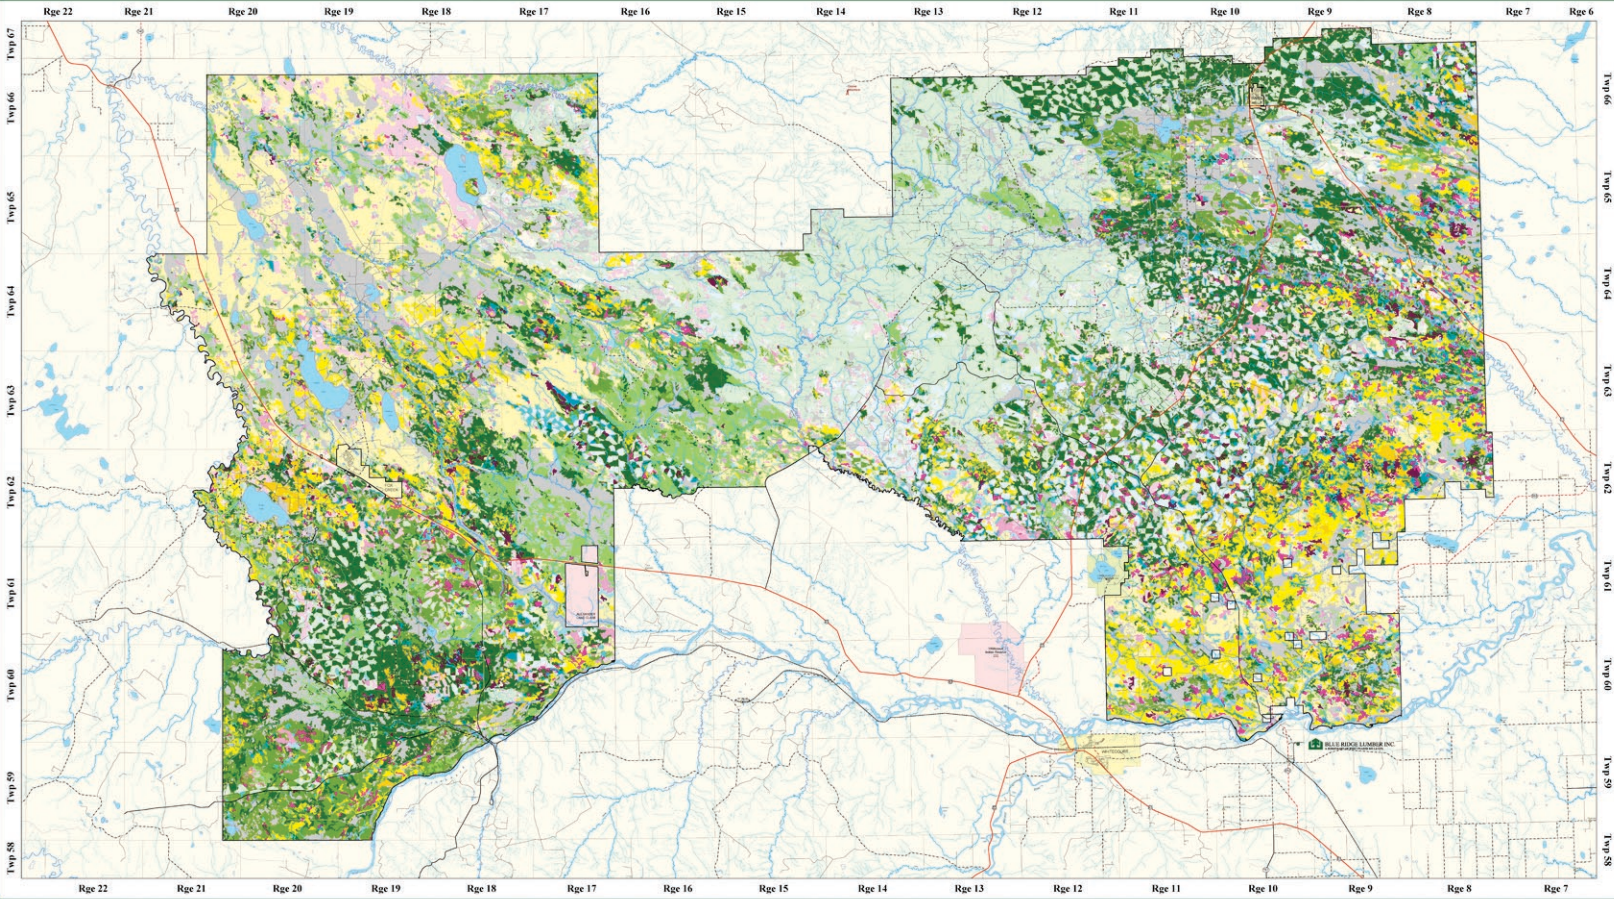 Rge 22 Rge 21 Rge 20 Rge 19 Rge 18 Rge 17 Rge 16 Rge 15 Rge 14 Rge 13 Rge 12 Rge 11 Rge 10 Rge 9 Rge 8 Rge 7 Rge 6
Twp 67
Twp 66
Twp 65
Twp 64
Twp 63
Twp 62
Twp 61
Twp 60
Twp 59
Twp 58
Twp 66
Twp 65
Twp 64
Twp 63
Twp 62
Twp 61
Twp 60
Twp 59
Twp 58
WHITECOURT
BLUE RIDGE LUMBER INC.
Rge 22 Rge 21 Rge 20 Rge 19 Rge 18 Rge 17 Rge 16 Rge 15 Rge 14 Rge 13 Rge 12 Rge 11 Rge 10 Rge 9 Rge 8 Rge 7